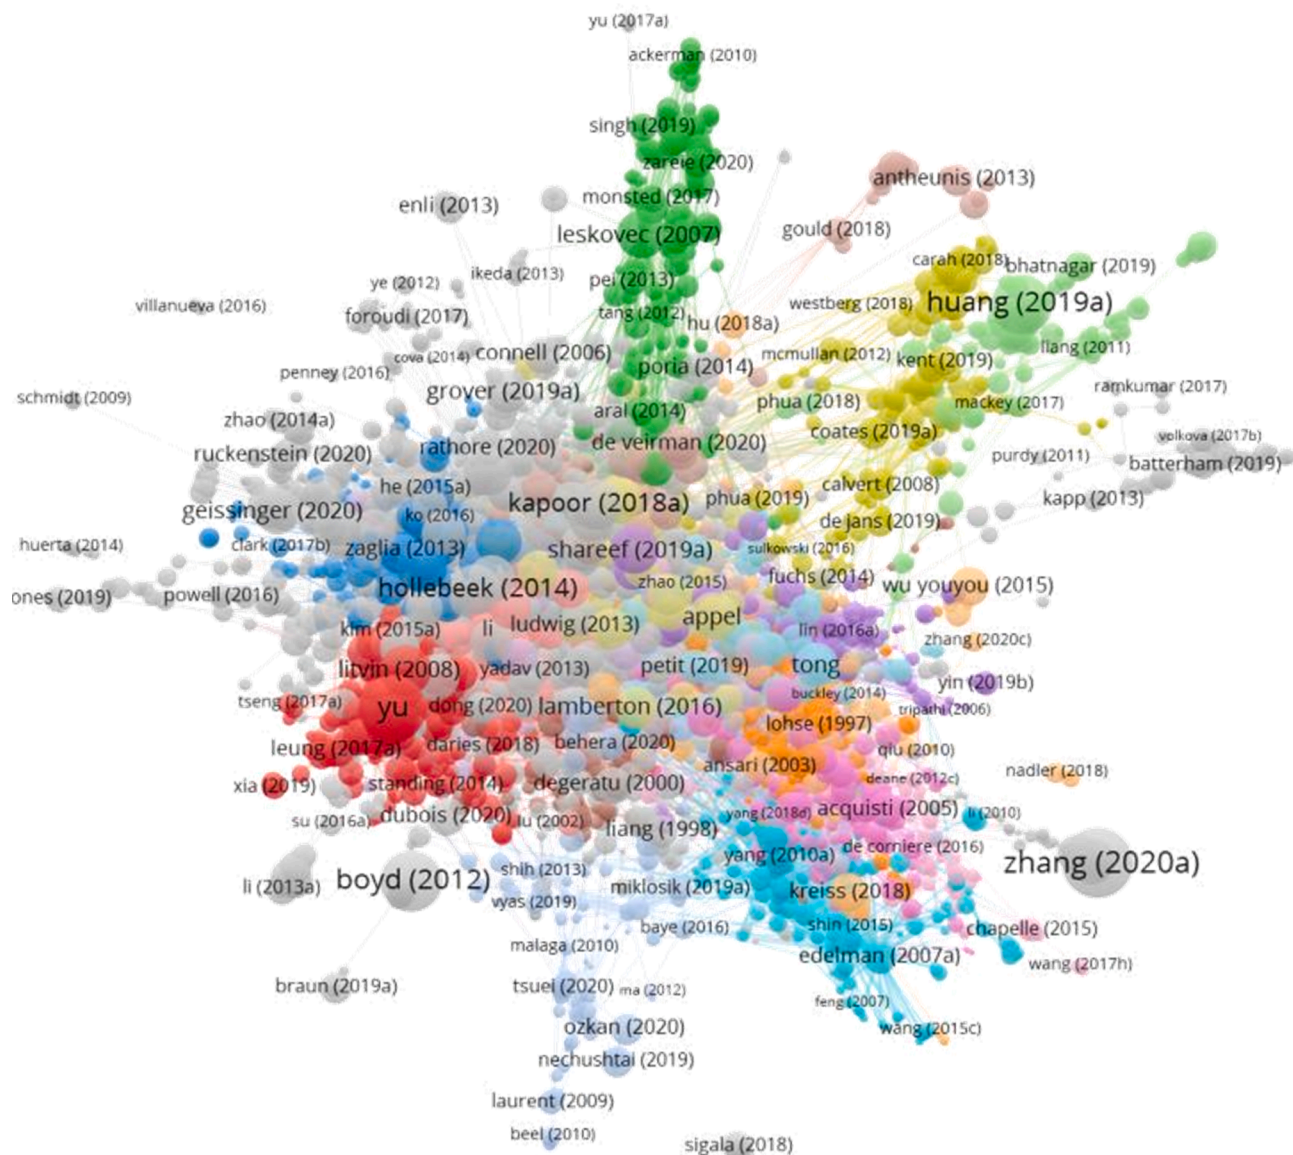 yu (2017a)
ackerman (2010)
singh (2019)
zareie (2020)
antheunis (2013)
monsted (2017)
enli (2013)
gould (2018)
leskovec (2007)
carah (2018)
bhatnagar (2019)
ikeda (2013)
pei (2013)
ye (2012)
huang (2019a)
westberg (2018)
villanueva (2016)
tang (2012)
foroudi (2017)
hu (2018a)
liang (2011)
connell (2006)
mcmullan (2012)
cova (2014)
kent (2019)
poria (2014)
penney (2016)
ramkumar (2017)
grover (2019a)
schmidt (2009)
phua (2018)
mackey (2017)
aral (2014)
zhao (2014a)
coates (2019a)
volkova (2017b)
de veirman (2020)
rathore (2020)
ruckenstein (2020)
purdy (2011)
batterham (2019)
calvert (2008)
he (2015a)
phua (2019)
kapp (2013)
kapoor (2018a)
geissinger (2020)
ko (2016)
de jans (2019)
huerta (2014)
clark (2017b)
zaglia (2013)
shareef (2019a)
sulkowski (2016)
fuchs (2014)
zhao (2015)
wu youyou (2015)
hollebeek (2014)
powell (2016)
ones (2019)
appel
ludwig (2013)
li
kim (2015a)
lin (2016a)
zhang (2020c)
petit (2019)
tong
litvin (2008)
yadav (2013)
yin (2019b)
buckley (2014)
tseng (2017a)
yu
dong (2020)
lamberton (2016)
tripathi (2006)
lohse (1997)
leung (2017a)
daries (2018)
behera (2020)
qiu (2010)
ansari (2003)
nadler (2018)
deane (2012c)
xia (2019)
standing (2014)
degeratu (2000)
acquisti (2005)
yang (2018d)
li (2010)
su (2016a)
dubois (2020)
lu (2002)
liang (1998)
de corniere (2016)
yang (2010a)
zhang (2020a)
shih (2013)
li (2013a)
boyd (2012)
miklosik (2019a)
kreiss (2018)
vyas (2019)
baye (2016)
shin (2015)
chapelle (2015)
malaga (2010)
edelman (2007a)
wang (2017h)
braun (2019a)
tsuei (2020)
ma (2012)
feng (2007)
ozkan (2020)
wang (2015c)
nechushtai (2019)
laurent (2009)
beel (2010)
sigala (2018)